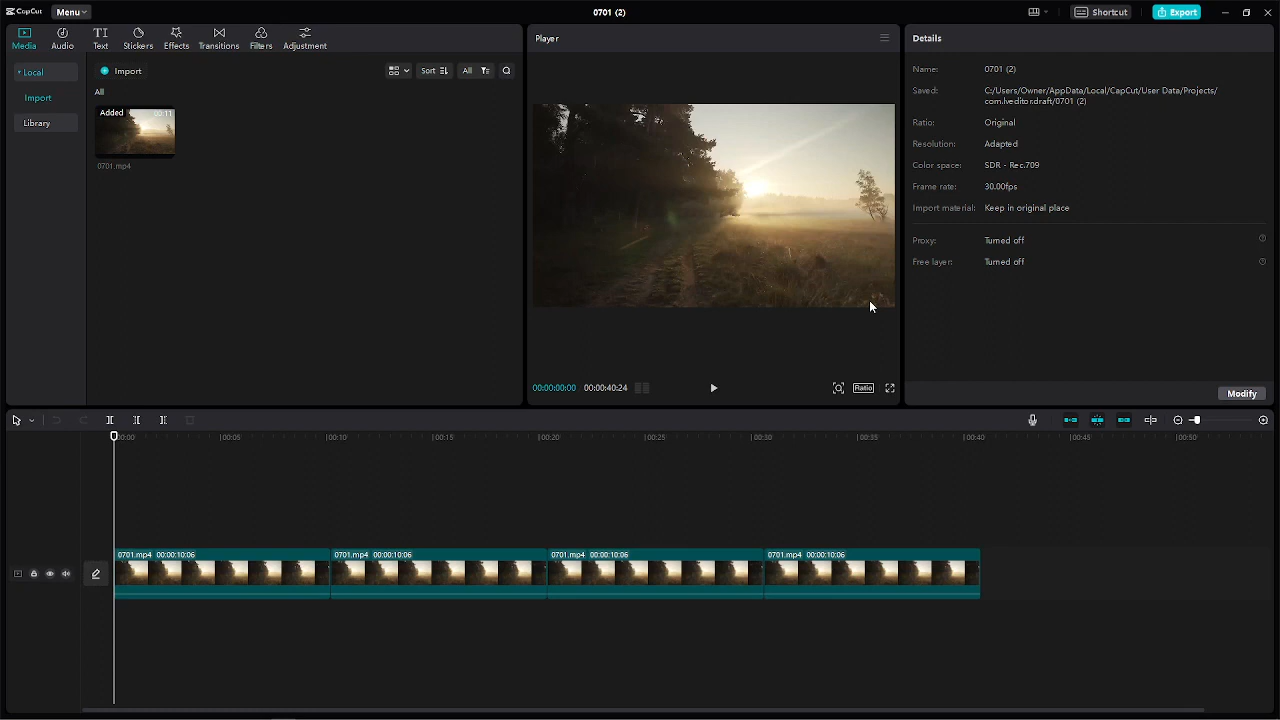 CapCut Menu 0701 (2) Shortcut Export
Media Audio Text Stickers Effects Transitions Filters Adjustment
Local
Import
Library
Import Sort All
All
Added 00:11
0701.mp4
Player
00:00:00:00 00:00:40:24 Ratio
Details
Name: 0701 (2)
Saved: C:/Users/Owner/AppData/Local/CapCut/User Data/Projects/
com.lveditor.draft/0701 (2)
Ratio: Original
Resolution: Adapted
Color space: SDR - Rec.709
Frame rate: 30.00fps
Import material: Keep in original place
Proxy: Turned off
Free layer: Turned off
Modify
00:00 00:05 00:10 00:15 00:20 00:25 00:30 00:35 00:40 00:45 00:50
0701.mp4 00:00:10:06 0701.mp4 00:00:10:06 0701.mp4 00:00:10:06 0701.mp4 00:00:10:06